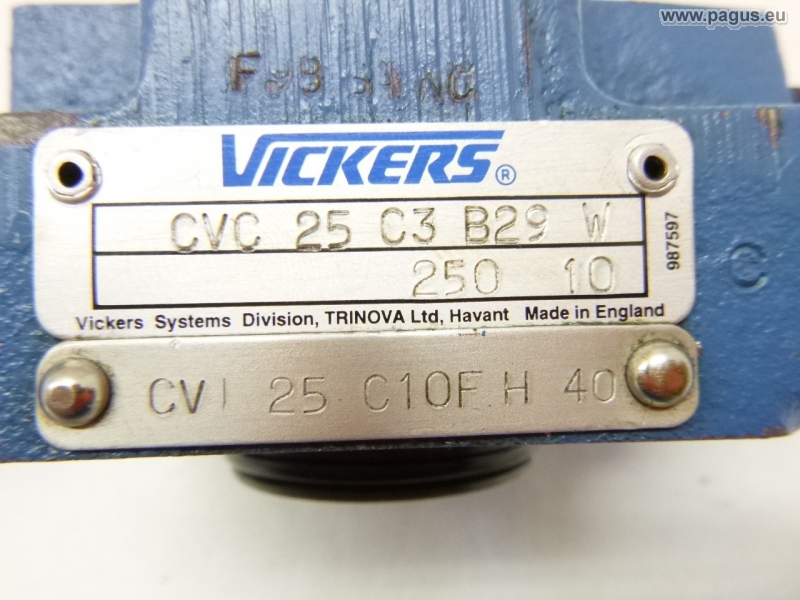 www.pagus.eu
VICKERS®
CVC 25 C3 B29 W
250 10
987597
Vickers Systems Division, TRINOVA Ltd, Havant Made in England
C
CVI 25 C10F H 40